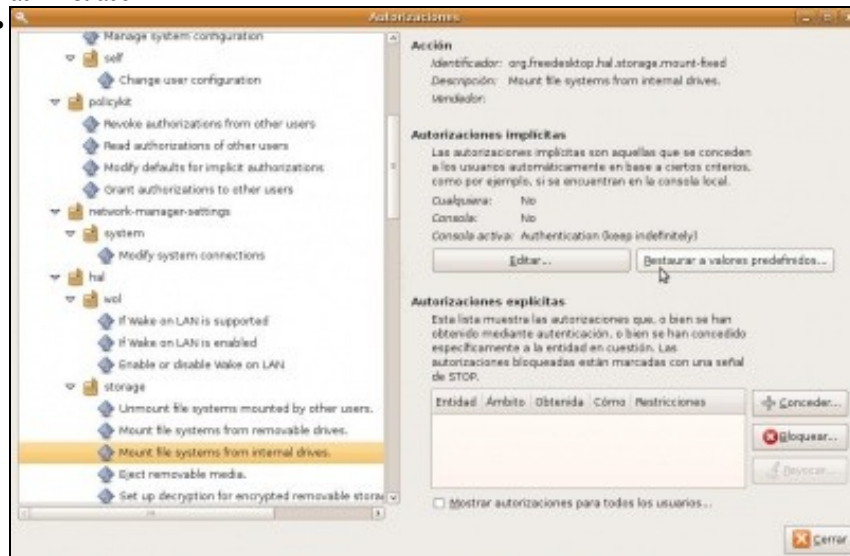 Autorizaciones
Manage system configuration
self
Change user configuration
policykit
Revoke authorizations from other users
Read authorizations of other users
Modify defaults for implicit authorizations
Grant authorizations to other users
network-manager-settings
system
Modify system connections
hal
wol
If Wake on LAN is supported
If Wake on LAN is enabled
Enable or disable Wake on LAN
storage
Unmount file systems mounted by other users.
Mount file systems from removable drives.
Mount file systems from internal drives.
Eject removable media.
Set up decryption for encrypted removable stora
Acción
Identificador: org.freedesktop.hal.storage.mount-fixed
Descripción: Mount file systems from internal drives.
Vendedor:
Autorizaciones implícitas
Las autorizaciones implícitas son aquellas que se conceden
a los usuarios automáticamente en base a ciertos criterios,
como por ejemplo, si se encuentran en la consola local.
Cualquiera: No
Consola: No
Consola activa: Authentication (keep indefinitely)
Editar...
Restaurar a valores predefinidos...
Autorizaciones explícitas
Esta lista muestra las autorizaciones que, o bien se han
obtenido mediante autenticación, o bien se han concedido
específicamente a la entidad en cuestión. Las
autorizaciones bloqueadas están marcadas con una señal
de STOP.
Entidad Ámbito Obtenida Cómo Restricciones
Conceder...
Bloquear...
Revocar...
Mostrar autorizaciones para todos los usuarios...
Cerrar